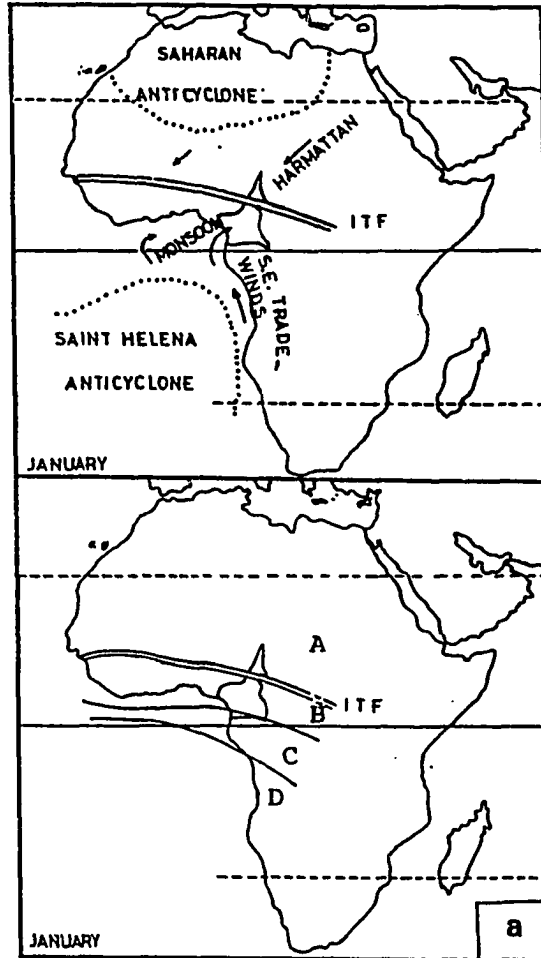 SAHARAN
ANTICYCLONE
HARMATTAN
ITF
MONSOON
S.E. TRADE
WINDS
SAINT HELENA
ANTICYCLONE
JANUARY
A
ITF
B
C
D
a
JANUARY